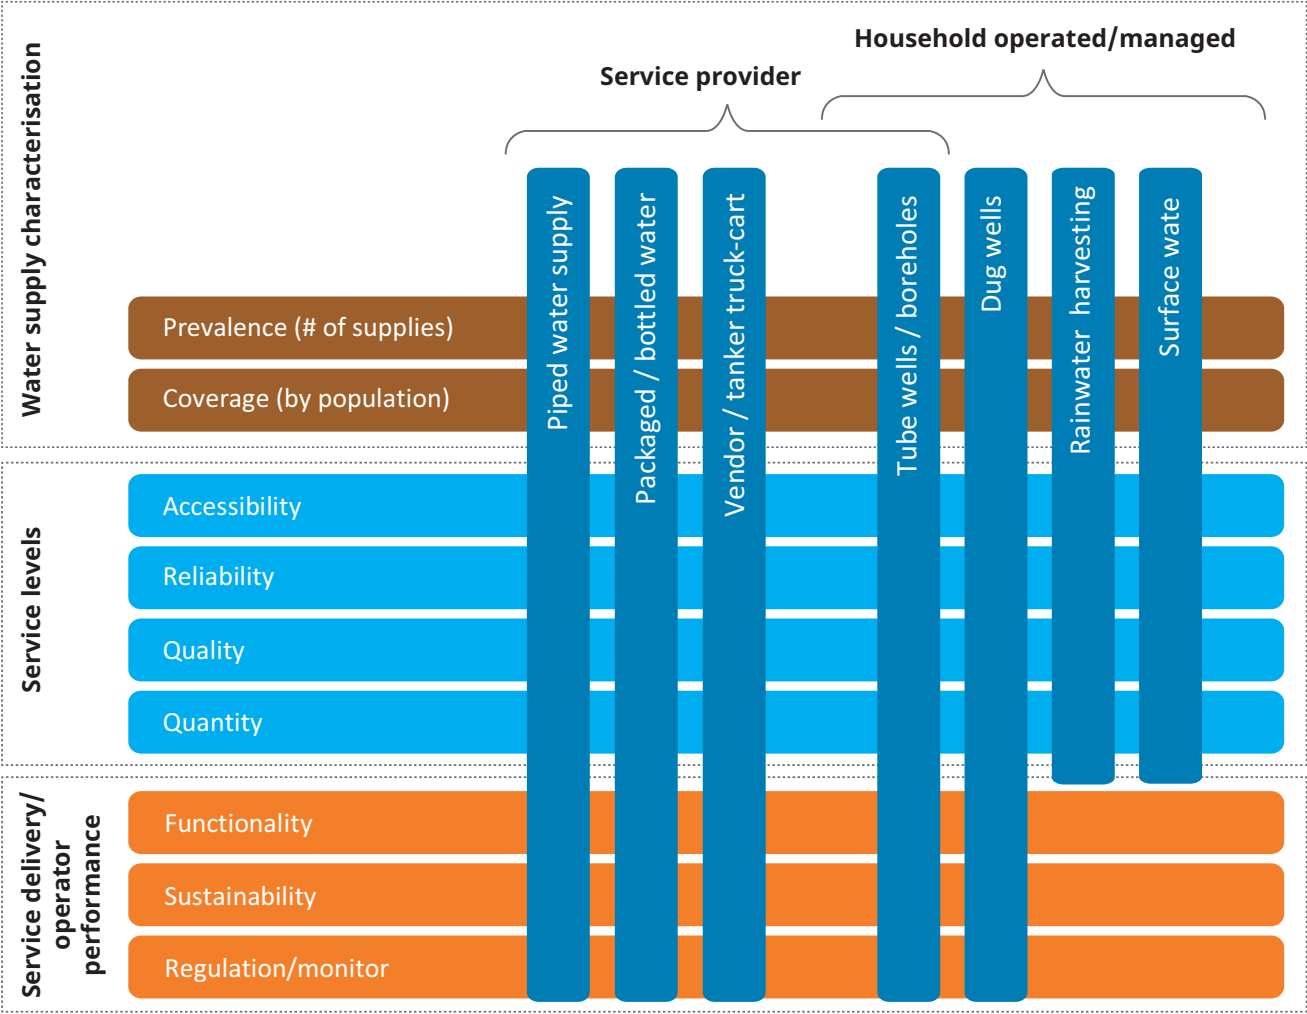 Household operated/managed
Service provider
Water supply characterisation
Piped water supply
Packaged / bottled water
Vendor / tanker truck-cart
Tube wells / boreholes
Dug wells
Rainwater harvesting
Surface wate
Prevalence (# of supplies)
Coverage (by population)
Service levels
Accessibility
Reliability
Quality
Quantity
Service delivery/
operator
performance
Functionality
Sustainability
Regulation/monitor